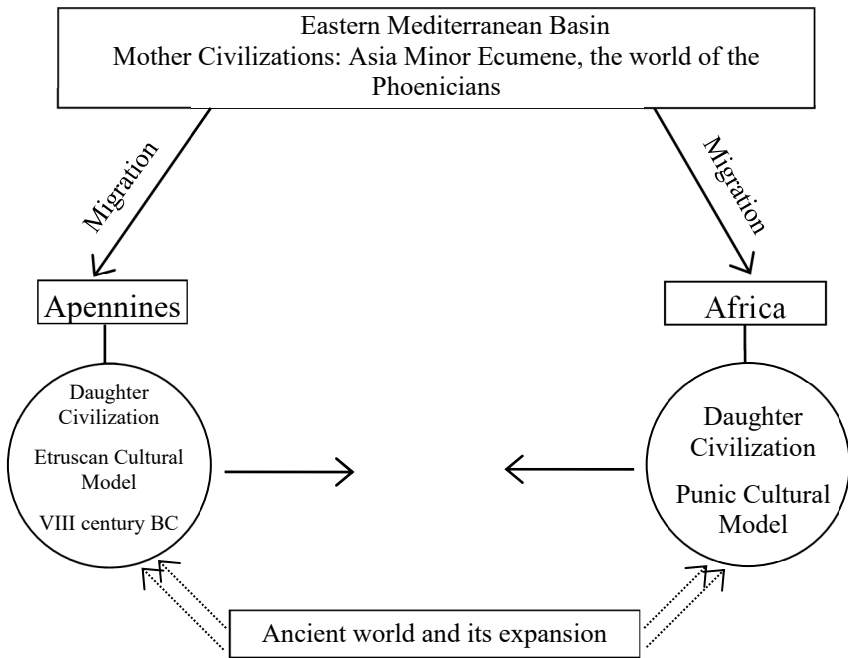 Eastern Mediterranean Basin
Mother Civilizations: Asia Minor Ecumene, the world of the
Phoenicians
Migration
Migration
Apennines
Africa
Daughter
Civilization
Etruscan Cultural
Model
VIII century BC
Daughter
Civilization
Punic Cultural
Model
Ancient world and its expansion